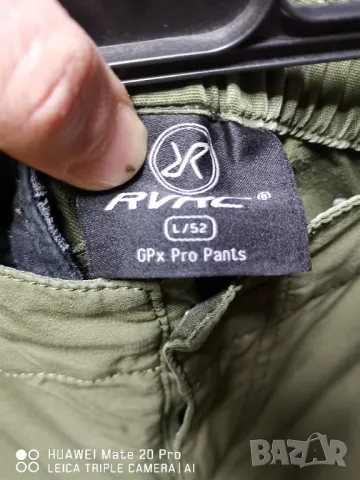 RVRC®
L/52
GPx Pro Pants
HUAWEI Mate 20 Pro
LEICA TRIPLE CAMERA | AI
BAZAR